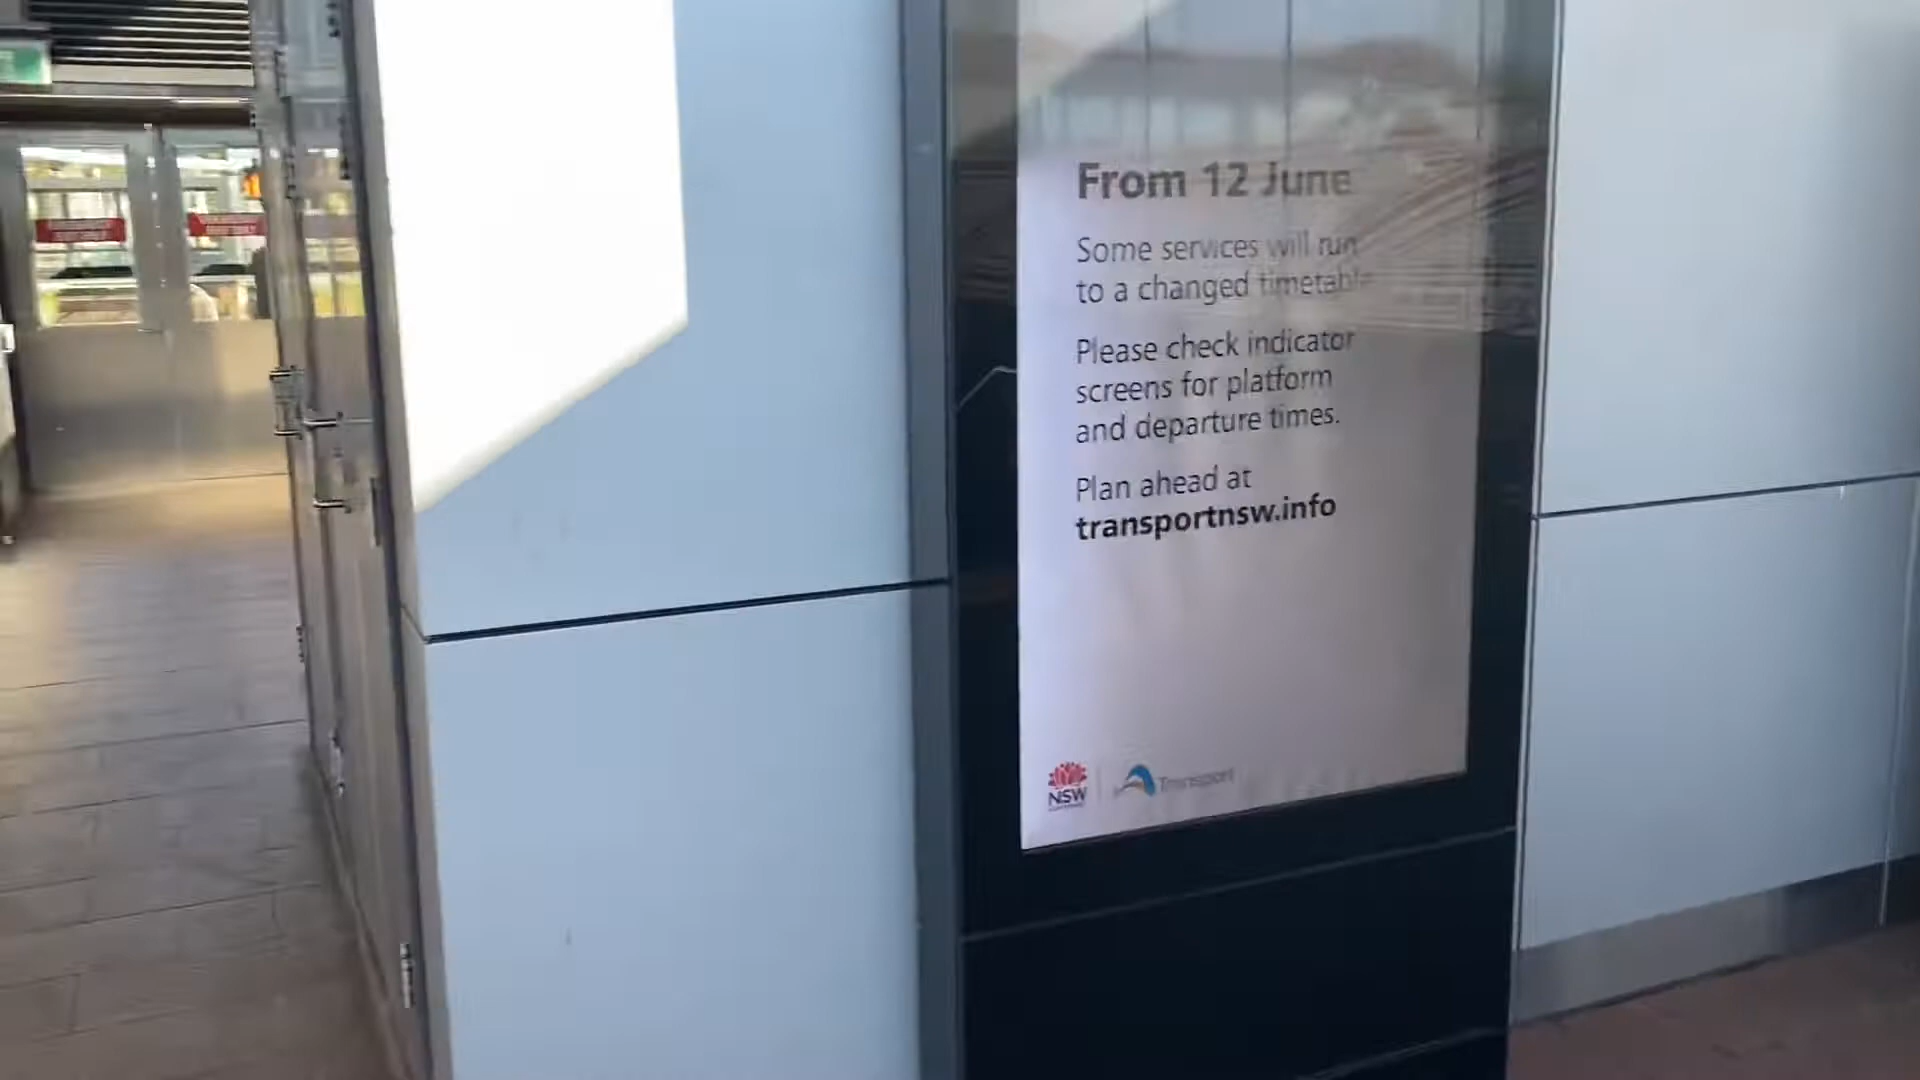 From 12 June
Some services will run
to a changed timetable
Please check indicator
screens for platform
and departure times.
Plan ahead at
transportnsw.info
NSW
Transport